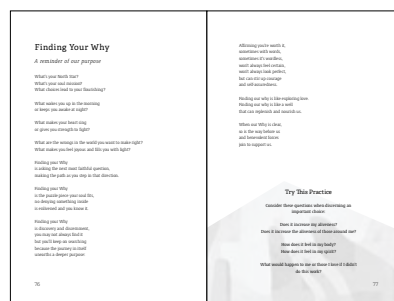 Finding Your Why
A reminder of our purpose
What's your North Star?
What's your soul mission?
What choices lead to your flourishing?
What makes you up in the morning
or keeps you awake at night?
What makes your heart sing
or gives you strength to fight?
What are the wrongs in the world you want to make right?
What makes you feel joyous and fills you with light?
Finding your Why
is asking the next most faithful question,
making the path as you step in that direction.
Finding your Why
is the puzzle piece your soul fits,
no denying something inside
is enlivened and you know it.
Finding your Why
is discovery and discernment,
you may not always find it
but you'll keep on searching
because the journey in itself
unearths a deeper purpose.
76
Affirming you're worth it,
sometimes with words,
sometimes it's wordless,
won't always feel certain,
won't always look perfect,
but can stir up courage
and self-assuredness.
Finding our why is like exploring love.
Finding our why is like a well
that can replenish and nourish us.
When our Why is clear,
so is the way before us
and benevolent forces
join to support us.
Try This Practice
Consider these questions when discerning an
important choice:
Does it increase my aliveness?
Does it increase the aliveness of those around me?
How does it feel in my body?
How does it feel in my spirit?
What would happen to me or those I love if I didn't
do this work?
77